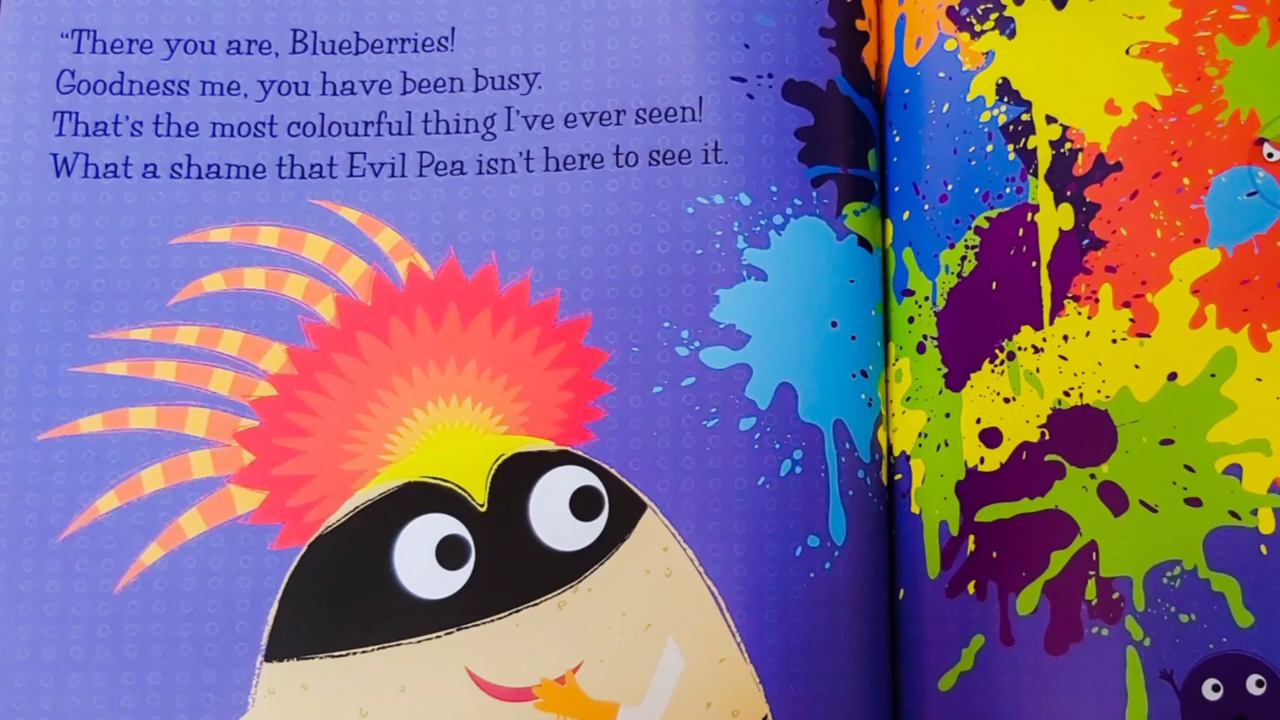 “There you are, Blueberries!
Goodness me, you have been busy.
That's the most colourful thing I've ever seen!
What a shame that Evil Pea isn't here to see it.